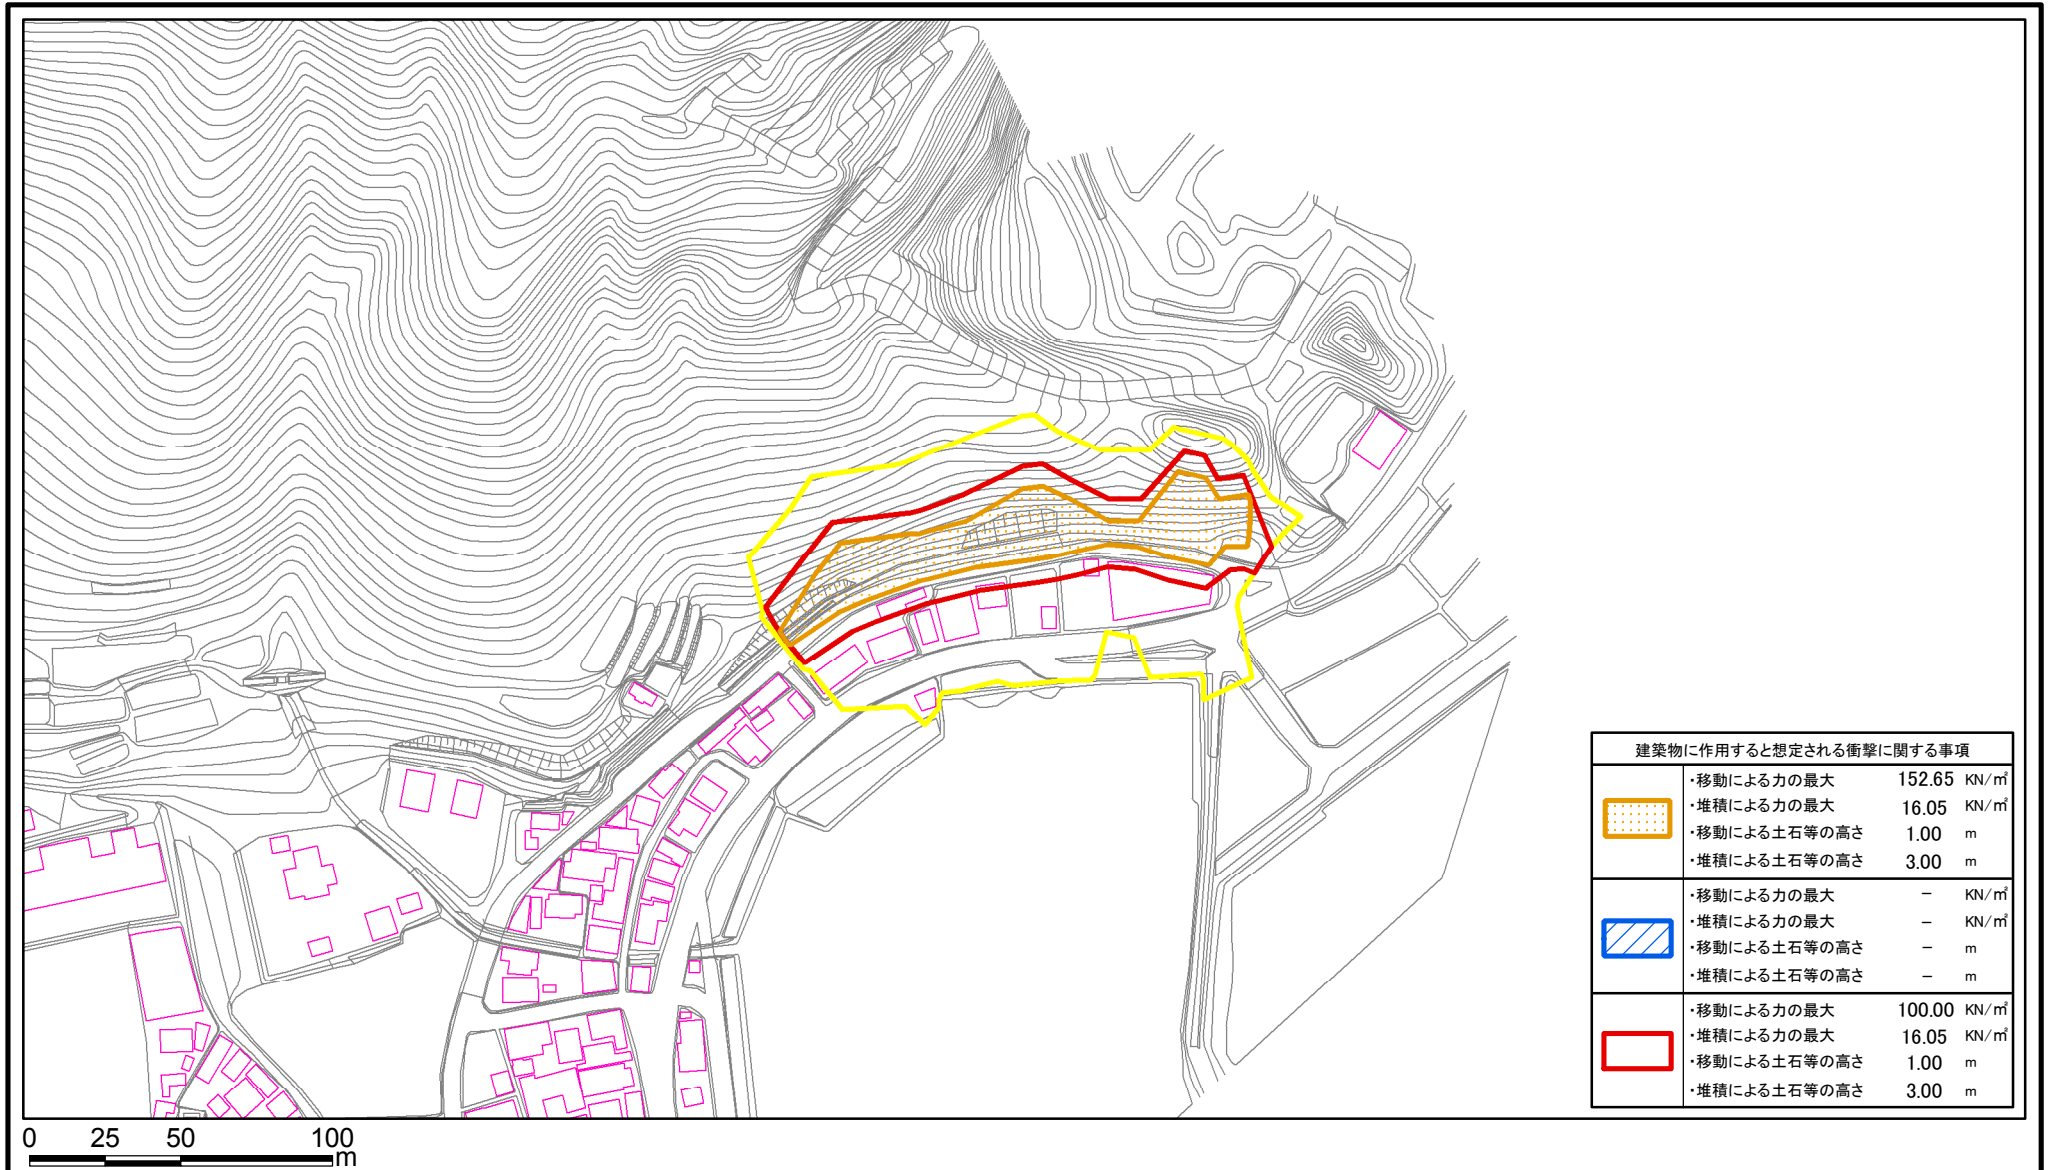 建築物に作用すると想定される衝撃に関する事項
・移動による力の最大 152.65 KN/㎡
・堆積による力の最大 16.05 KN/㎡
・移動による土石等の高さ 1.00 m
・堆積による土石等の高さ 3.00 m
・移動による力の最大 − KN/㎡
・堆積による力の最大 − KN/㎡
・移動による土石等の高さ − m
・堆積による土石等の高さ − m
・移動による力の最大 100.00 KN/㎡
・堆積による力の最大 16.05 KN/㎡
・移動による土石等の高さ 1.00 m
・堆積による土石等の高さ 3.00 m
0 25 50 100
m